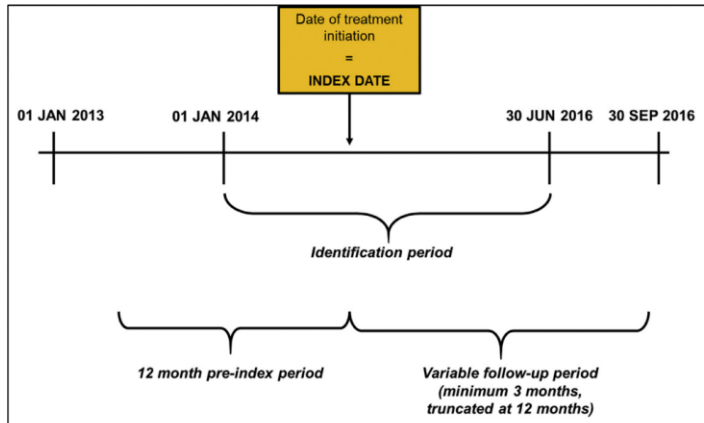 Date of treatment
initiation
=
INDEX DATE
01 JAN 2013
01 JAN 2014
30 JUN 2016
30 SEP 2016
Identification period
12 month pre-index period
Variable follow-up period
(minimum 3 months,
truncated at 12 months)